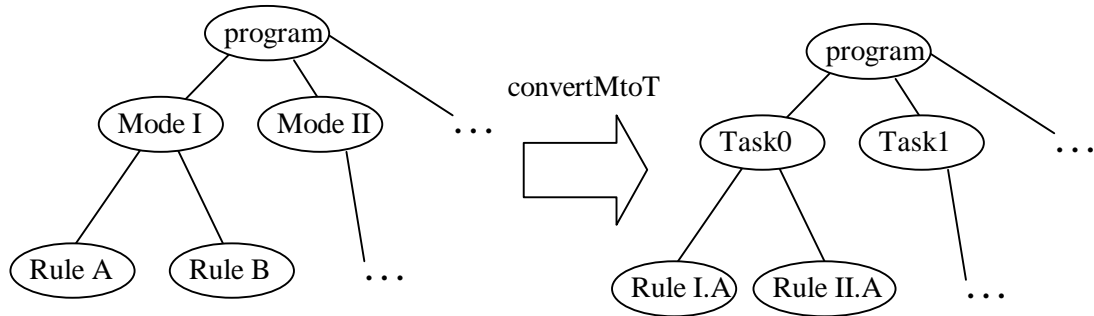 program
Mode I
Mode II
...
Rule A
Rule B
...
convertMtoT
program
Task0
Task1
...
Rule I.A
Rule II.A
...